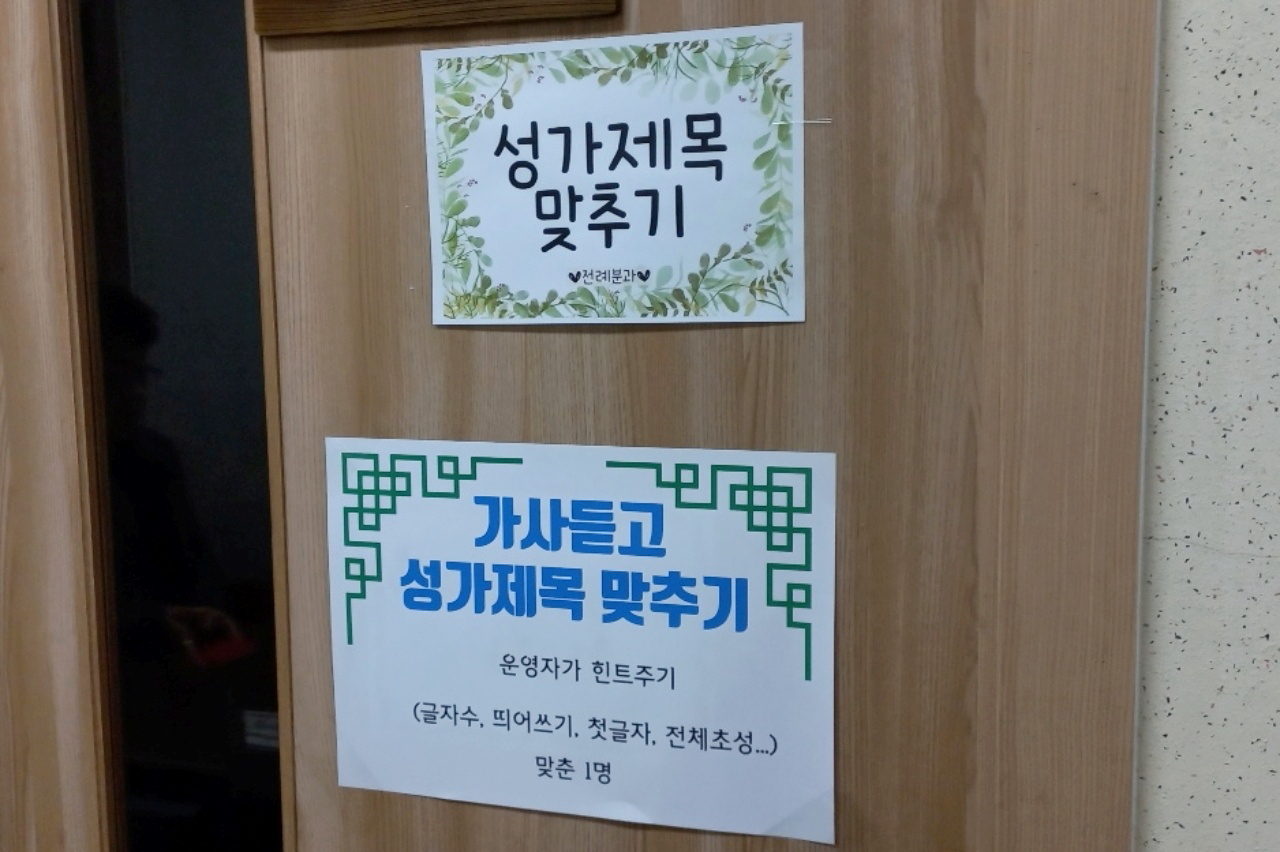 성가제목
맞추기
전례분과
가사듣고
성가제목 맞추기
운영자가 힌트주기
(글자수, 띄어쓰기, 첫글자, 전체초성...)
맞춘 1명